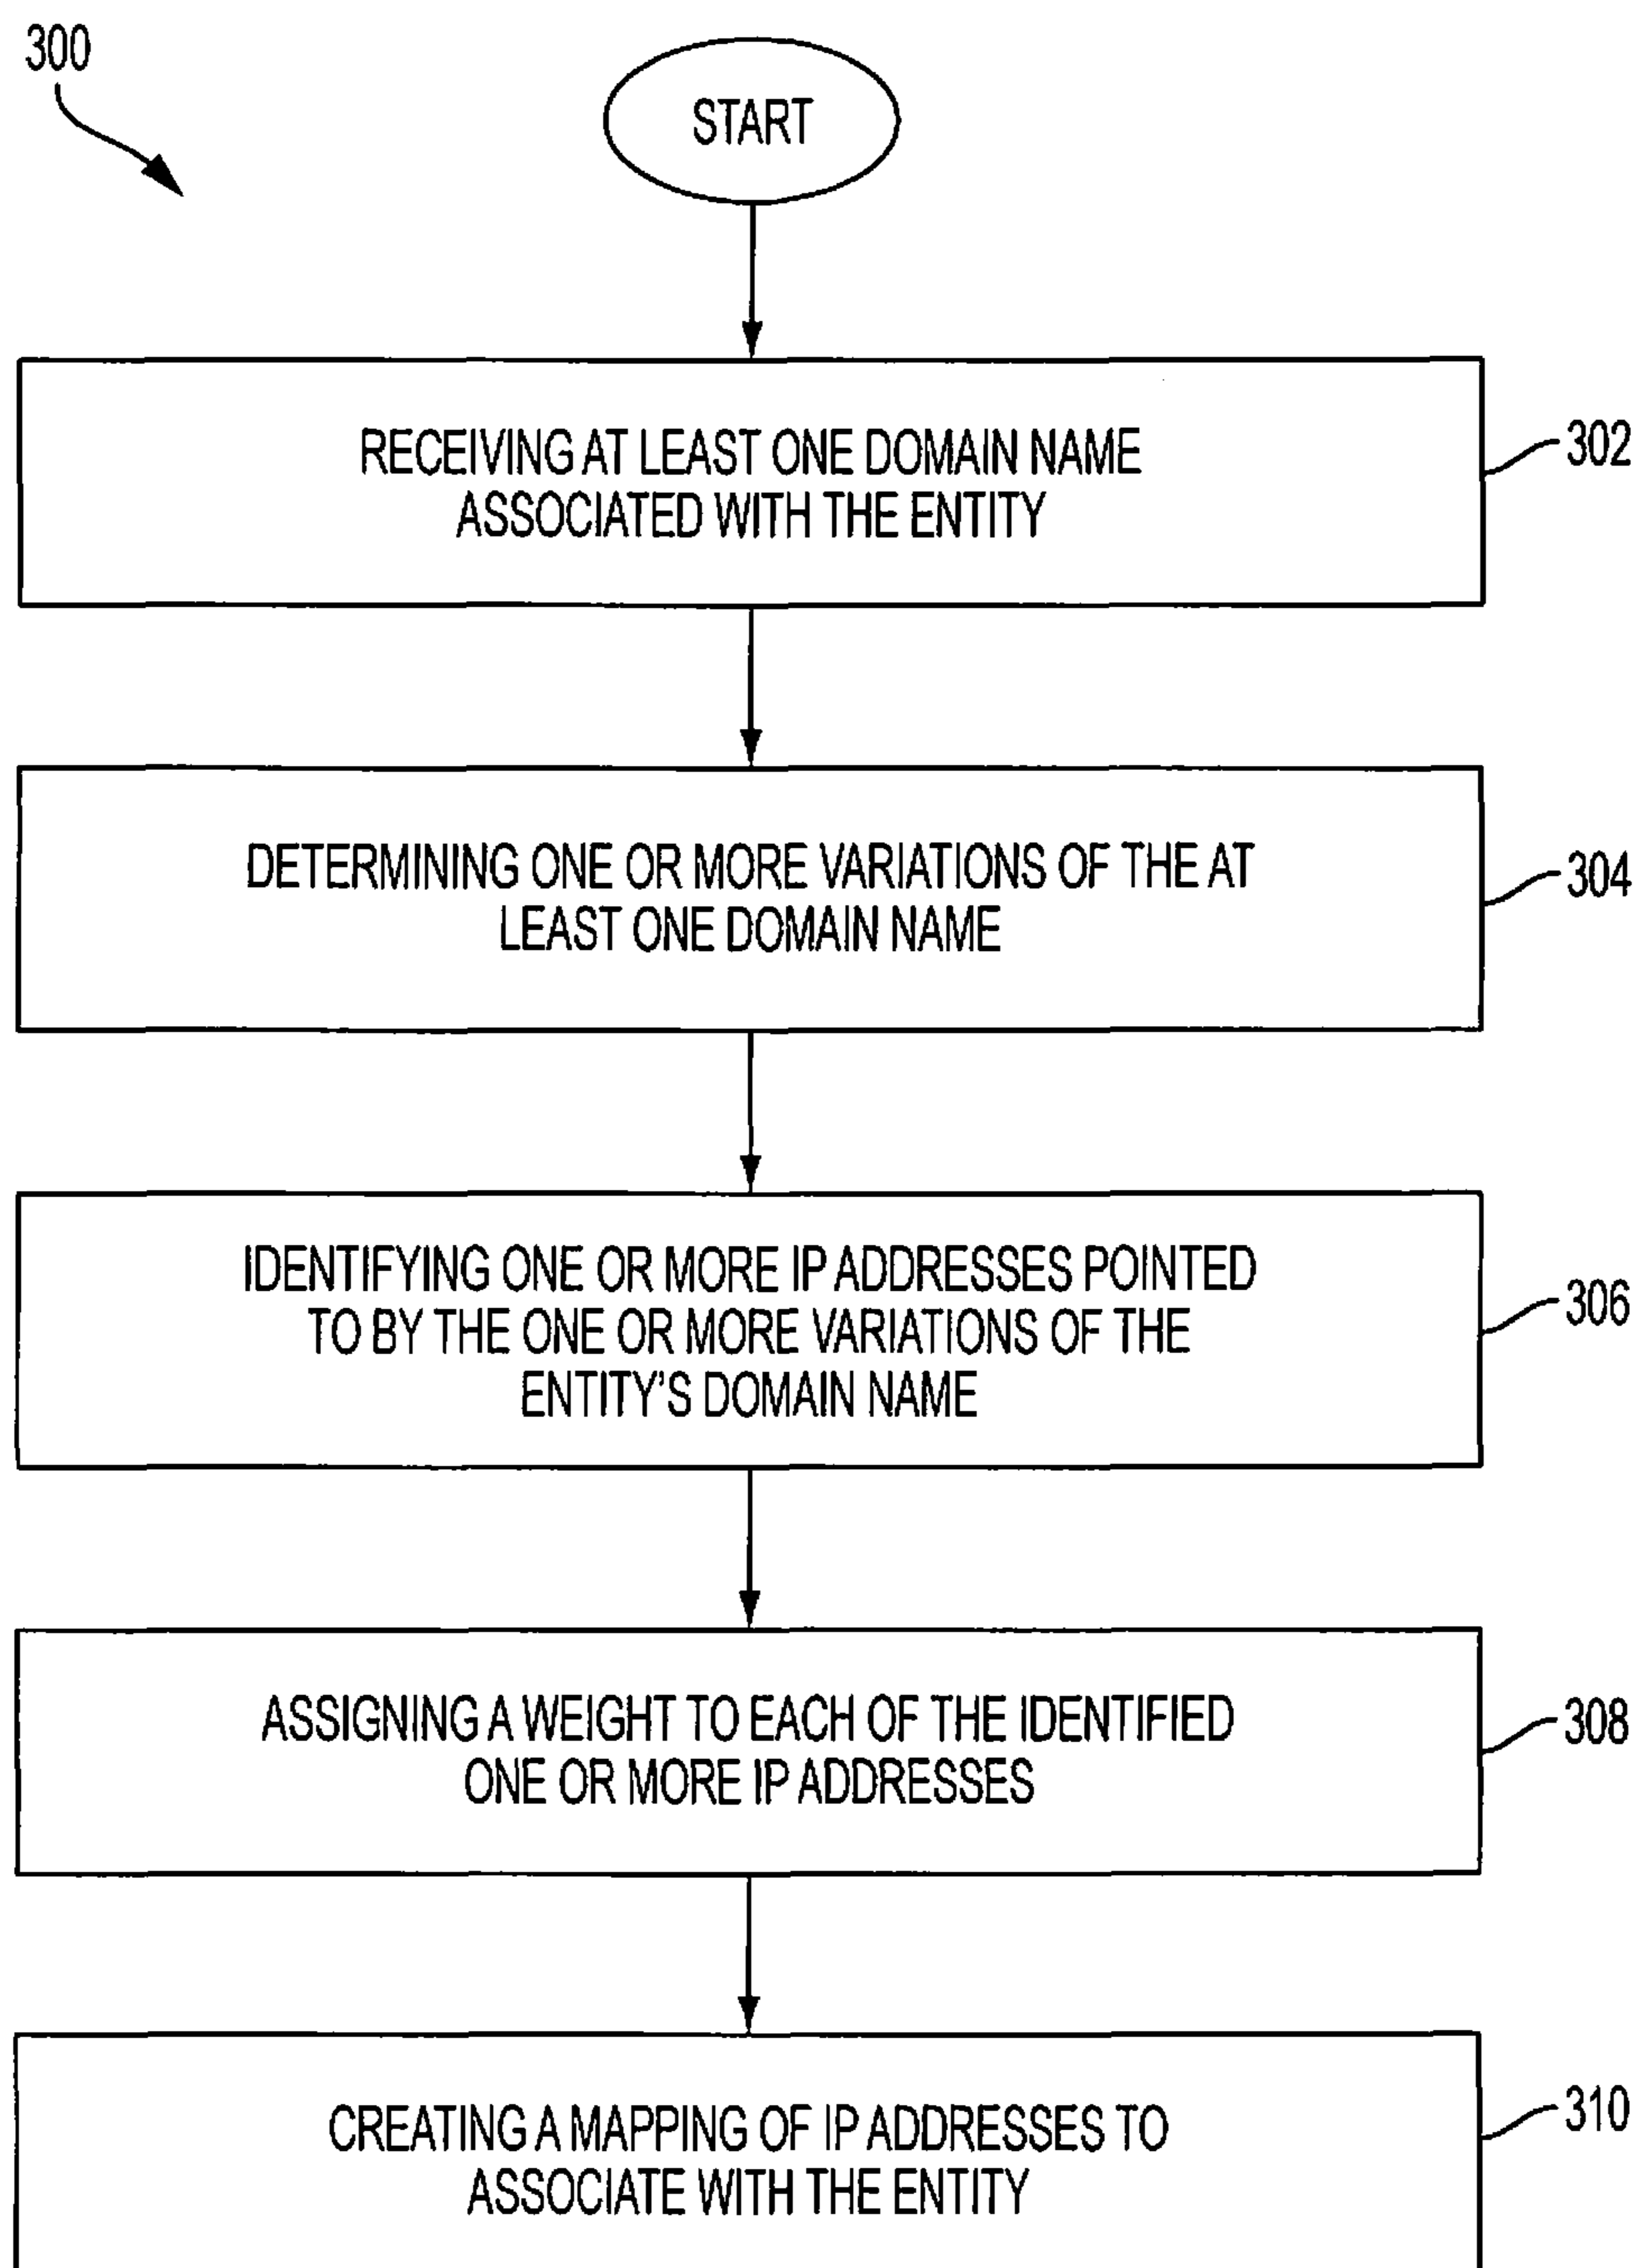 300
START
RECEIVING AT LEAST ONE DOMAIN NAME
ASSOCIATED WITH THE ENTITY
302
DETERMINING ONE OR MORE VARIATIONS OF THE AT
LEAST ONE DOMAIN NAME
304
IDENTIFYING ONE OR MORE IP ADDRESSES POINTED
TO BY THE ONE OR MORE VARIATIONS OF THE
ENTITY'S DOMAIN NAME
306
ASSIGNING A WEIGHT TO EACH OF THE IDENTIFIED
ONE OR MORE IP ADDRESSES
308
CREATING A MAPPING OF IP ADDRESSES TO
ASSOCIATE WITH THE ENTITY
310